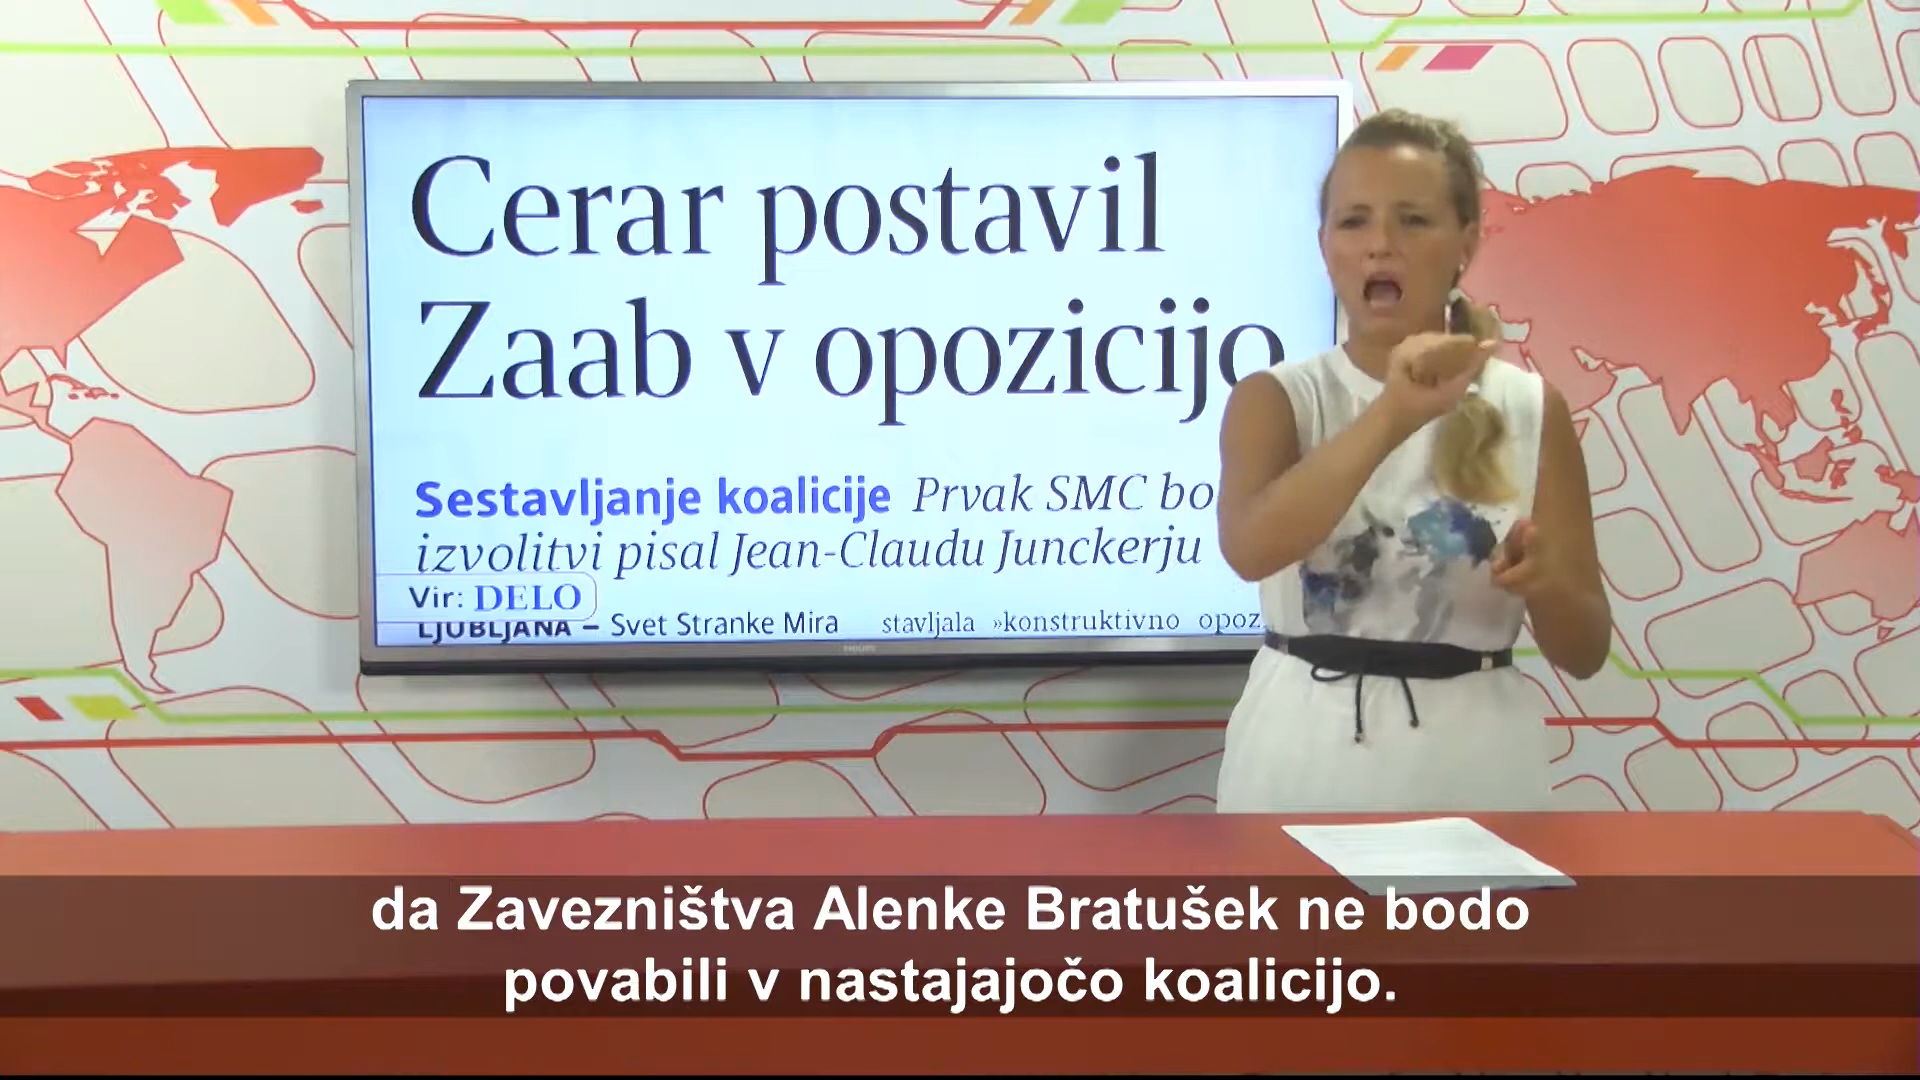 Cerar postavil
Zaab v opozicijo
Sestavljanje koalicije Prvak SMC bo
izvolitvi pisal Jean-Claudu Junckerju
Vir: DELO
LJUBLJANA – Svet Stranke Mira
stavljala »konstruktivno opoz
PHILIPS
da Zavezništva Alenke Bratušek ne bodo
povabili v nastajajočo koalicijo.